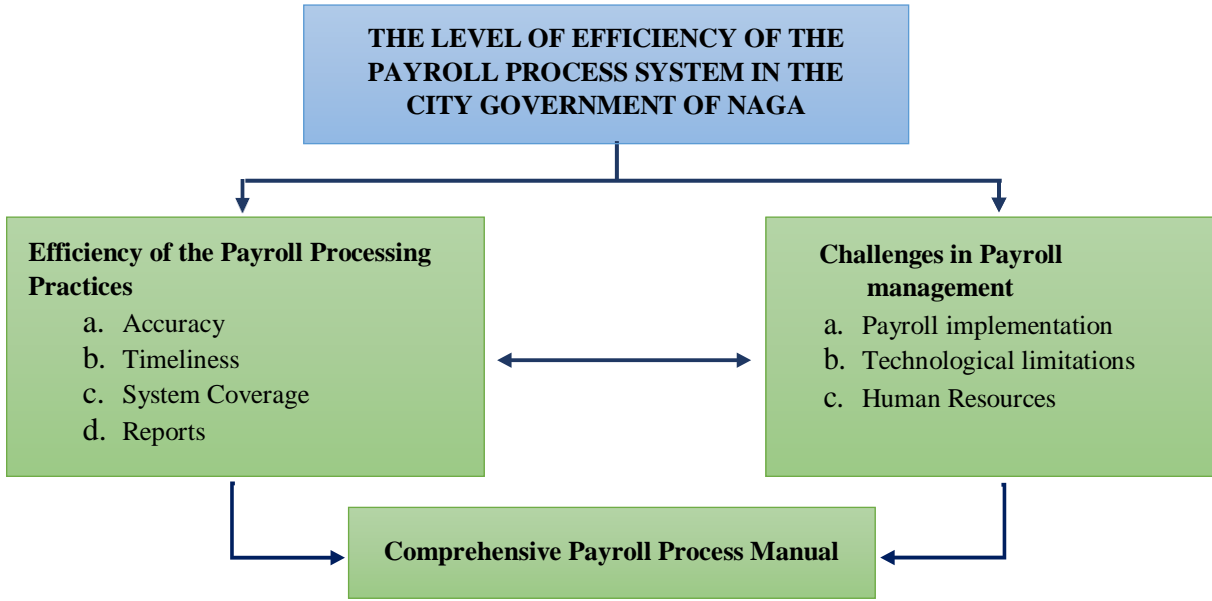 THE LEVEL OF EFFICIENCY OF THE
PAYROLL PROCESS SYSTEM IN THE
CITY GOVERNMENT OF NAGA
Efficiency of the Payroll Processing
Practices
a. Accuracy
b. Timeliness
c. System Coverage
d. Reports
Challenges in Payroll
management
a. Payroll implementation
b. Technological limitations
c. Human Resources
Comprehensive Payroll Process Manual